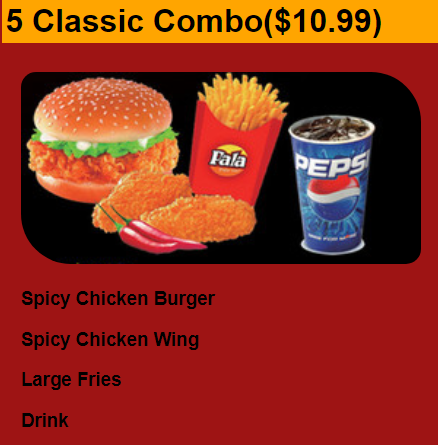 5 Classic Combo($10.99)
Fala
PEPSI
Spicy Chicken Burger
Spicy Chicken Wing
Large Fries
Drink